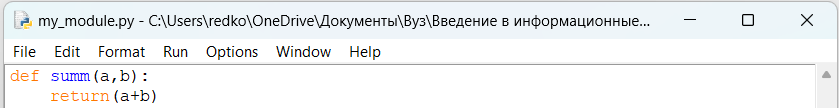 my_module.py - C:\Users\redko\OneDrive\Документы\Вуз\Введение в информационные...
File Edit Format Run Options Window Help
def summ(a,b):
    return(a+b)